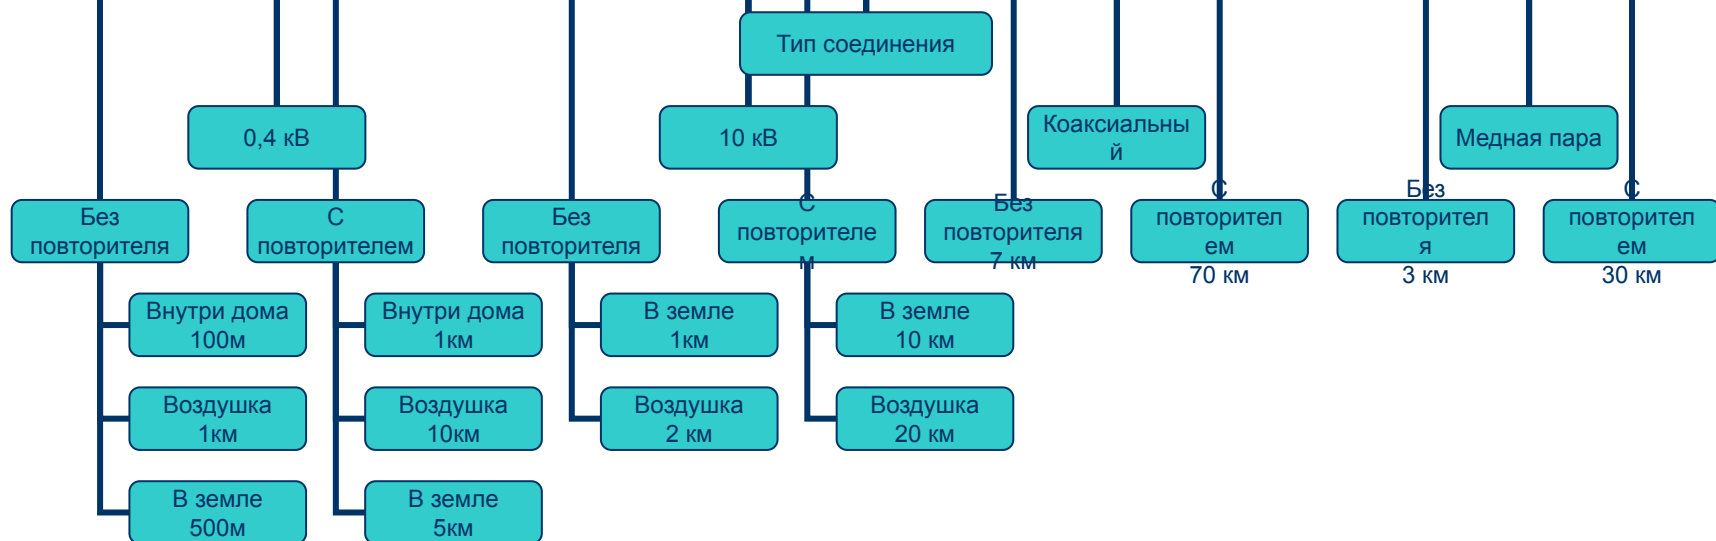 Тип соединения
0,4 кВ
10 кВ
Коаксиальны
й
Медная пара
Без
повторителя
С
повторителем
Без
повторителя
С
повторителе
м
Без
повторителя
7 км
С
повторител
ем
70 км
Без
повторител
я
3 км
С
повторител
ем
30 км
Внутри дома
100м
Внутри дома
1км
В земле
1км
В земле
10 км
Воздушка
1км
Воздушка
10км
Воздушка
2 км
Воздушка
20 км
В земле
500м
В земле
5км